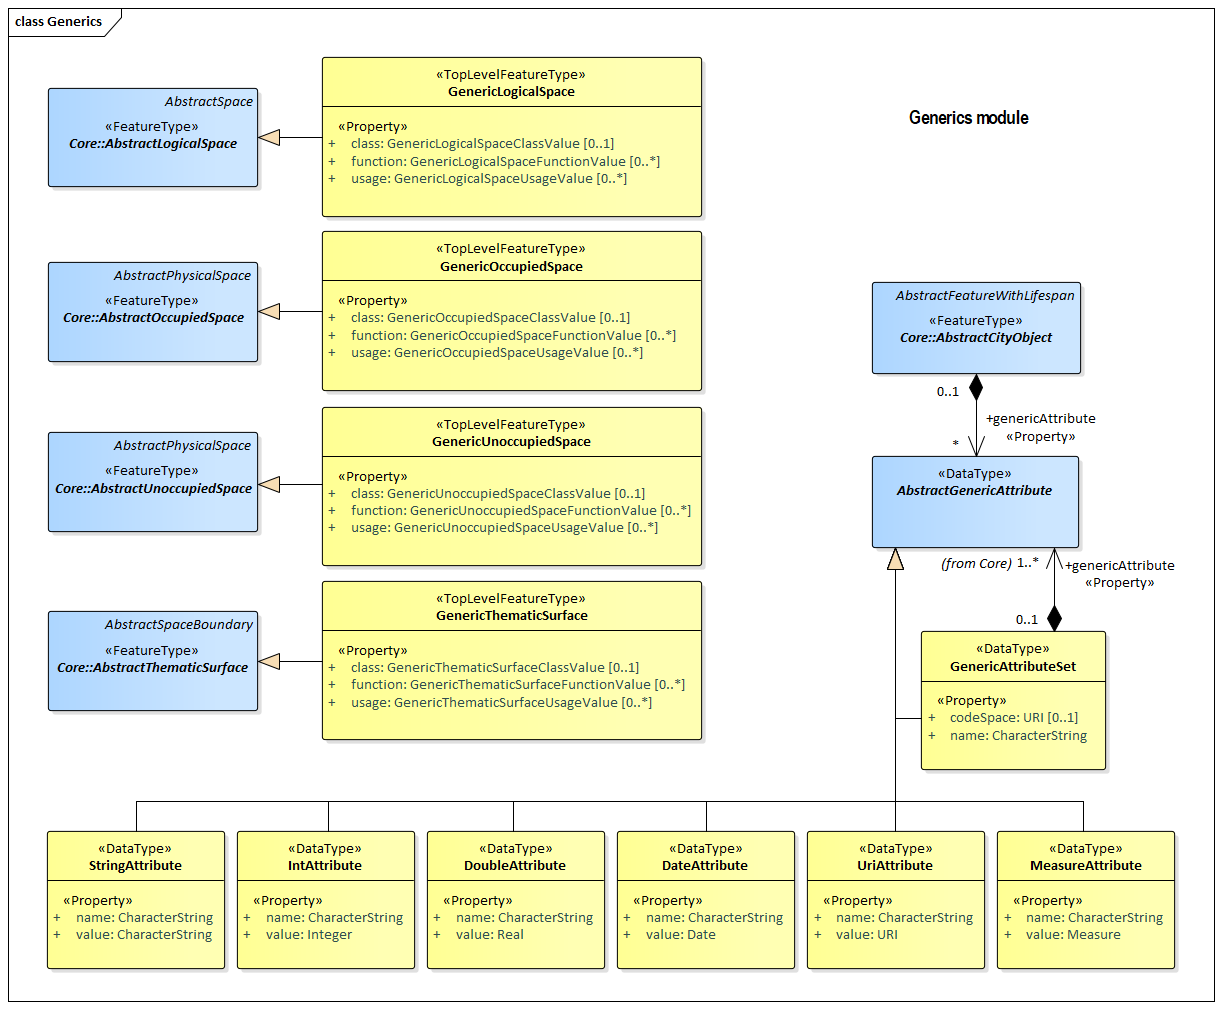 class Generics
Generics module
AbstractSpace
«FeatureType»
Core::AbstractLogicalSpace
«TopLevelFeatureType»
GenericLogicalSpace
«Property»
+ class: GenericLogicalSpaceClassValue [0..1]
+ function: GenericLogicalSpaceFunctionValue [0..*]
+ usage: GenericLogicalSpaceUsageValue [0..*]
AbstractPhysicalSpace
«FeatureType»
Core::AbstractOccupiedSpace
«TopLevelFeatureType»
GenericOccupiedSpace
«Property»
+ class: GenericOccupiedSpaceClassValue [0..1]
+ function: GenericOccupiedSpaceFunctionValue [0..*]
+ usage: GenericOccupiedSpaceUsageValue [0..*]
AbstractPhysicalSpace
«FeatureType»
Core::AbstractUnoccupiedSpace
«TopLevelFeatureType»
GenericUnoccupiedSpace
«Property»
+ class: GenericUnoccupiedSpaceClassValue [0..1]
+ function: GenericUnoccupiedSpaceFunctionValue [0..*]
+ usage: GenericUnoccupiedSpaceUsageValue [0..*]
AbstractSpaceBoundary
«FeatureType»
Core::AbstractThematicSurface
«TopLevelFeatureType»
GenericThematicSurface
«Property»
+ class: GenericThematicSurfaceClassValue [0..1]
+ function: GenericThematicSurfaceFunctionValue [0..*]
+ usage: GenericThematicSurfaceUsageValue [0..*]
AbstractFeatureWithLifespan
«FeatureType»
Core::AbstractCityObject
0..1
+genericAttribute
«Property»
*
«DataType»
AbstractGenericAttribute
(from Core)
1..*
+genericAttribute
«Property»
0..1
«DataType»
GenericAttributeSet
«Property»
+ codeSpace: URI [0..1]
+ name: CharacterString
«DataType»
StringAttribute
«Property»
+ name: CharacterString
+ value: CharacterString
«DataType»
IntAttribute
«Property»
+ name: CharacterString
+ value: Integer
«DataType»
DoubleAttribute
«Property»
+ name: CharacterString
+ value: Real
«DataType»
DateAttribute
«Property»
+ name: CharacterString
+ value: Date
«DataType»
UriAttribute
«Property»
+ name: CharacterString
+ value: URI
«DataType»
MeasureAttribute
«Property»
+ name: CharacterString
+ value: Measure